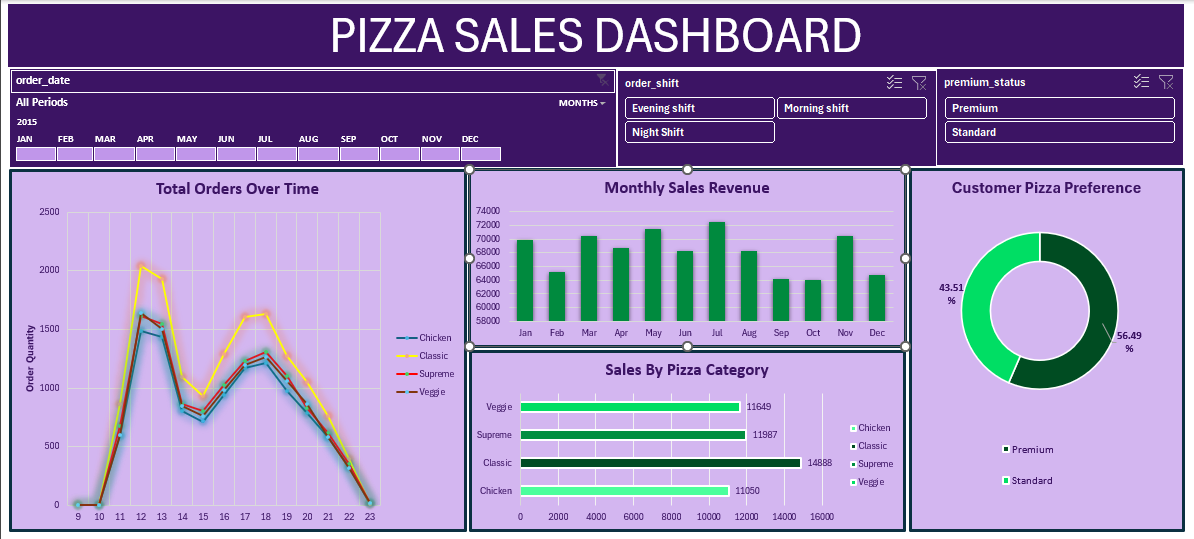 PIZZA SALES DASHBOARD
order_date
All Periods
MONTHS
2015
JAN FEB MAR APR MAY JUN JUL AUG SEP OCT NOV DEC
order_shift
Evening shift
Morning shift
Night Shift
premium_status
Premium
Standard
Total Orders Over Time
2500
2000
1500
1000
500
0
Order Quantity
9 10 11 12 13 14 15 16 17 18 19 20 21 22 23
Chicken
Classic
Supreme
Veggie
Monthly Sales Revenue
74000
72000
70000
68000
66000
64000
62000
60000
58000
Jan Feb Mar Apr May Jun Jul Aug Sep Oct Nov Dec
Sales By Pizza Category
Veggie 11649
Supreme 11987
Classic 14888
Chicken 11050
0 2000 4000 6000 8000 10000 12000 14000 16000
Chicken
Classic
Supreme
Veggie
Customer Pizza Preference
43.51
%
56.49
%
Premium
Standard